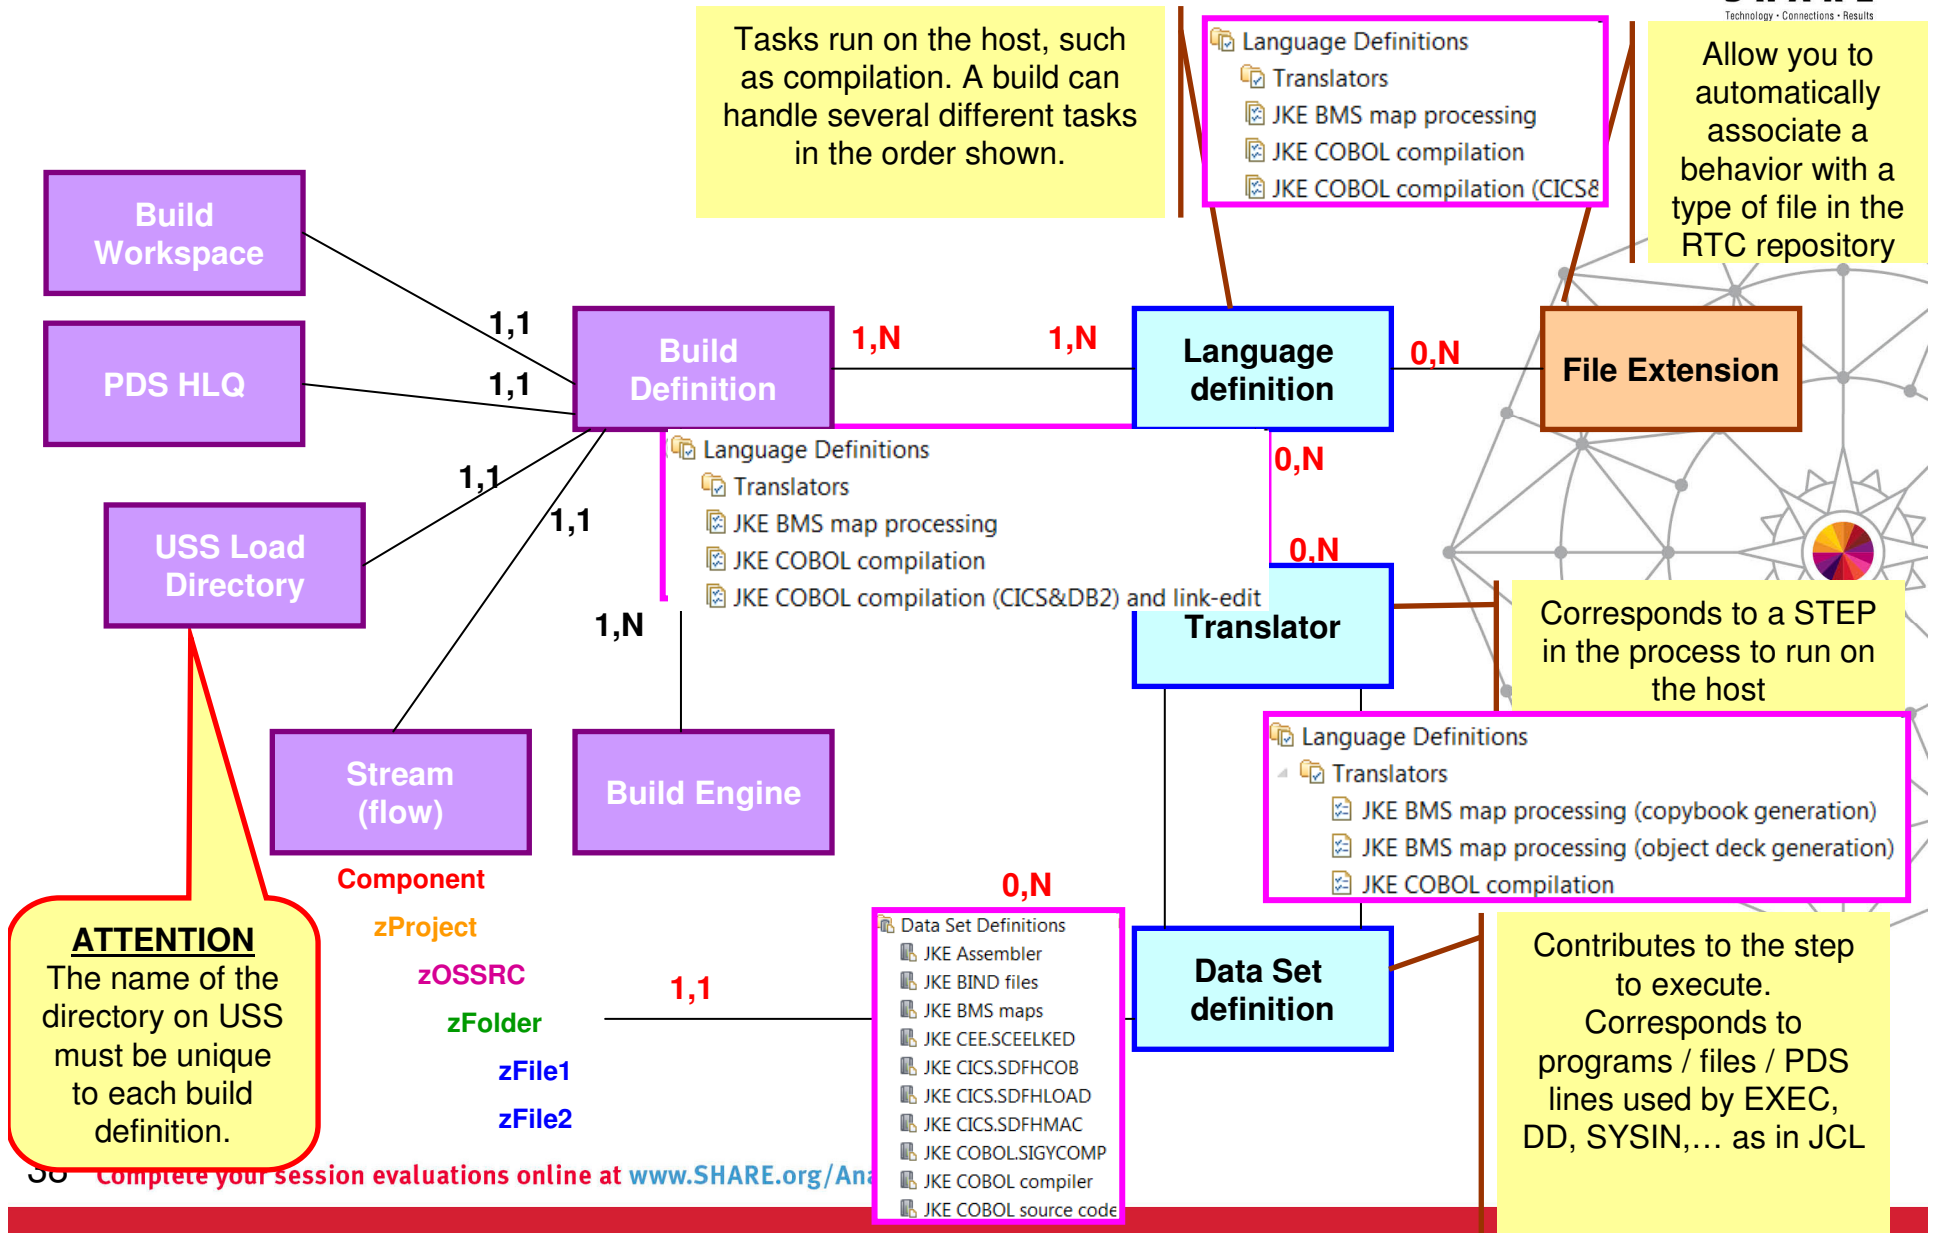 Technology · Connections · Results
Tasks run on the host, such
as compilation. A build can
handle several different tasks
in the order shown.
Language Definitions
Translators
JKE BMS map processing
JKE COBOL compilation
JKE COBOL compilation (CICS&
Allow you to
automatically
associate a
behavior with a
type of file in the
RTC repository
Build
Workspace
PDS HLQ
USS Load
Directory
1,1
1,1
1,1
1,1
1,N
Build
Definition
1,N
1,N
Language
definition
0,N
File Extension
Language Definitions
Translators
JKE BMS map processing
JKE COBOL compilation
JKE COBOL compilation (CICS&DB2) and link-edit
0,N
0,N
Translator
Corresponds to a STEP
in the process to run on
the host
Language Definitions
Translators
JKE BMS map processing (copybook generation)
JKE BMS map processing (object deck generation)
JKE COBOL compilation
Stream
(flow)
Build Engine
Component
zProject
zOSSRC
zFolder
zFile1
zFile2
1,1
0,N
Data Set Definitions
JKE Assembler
JKE BIND files
JKE BMS maps
JKE CEE.SCEELKED
JKE CICS.SDFHCOB
JKE CICS.SDFHLOAD
JKE CICS.SDFHMAC
JKE COBOL.SIGYCOMP
JKE COBOL compiler
JKE COBOL source code
Data Set
definition
Contributes to the step
to execute.
Corresponds to
programs / files / PDS
lines used by EXEC,
DD, SYSIN,… as in JCL
ATTENTION
The name of the
directory on USS
must be unique
to each build
definition.
Complete your session evaluations online at www.SHARE.org/Ana